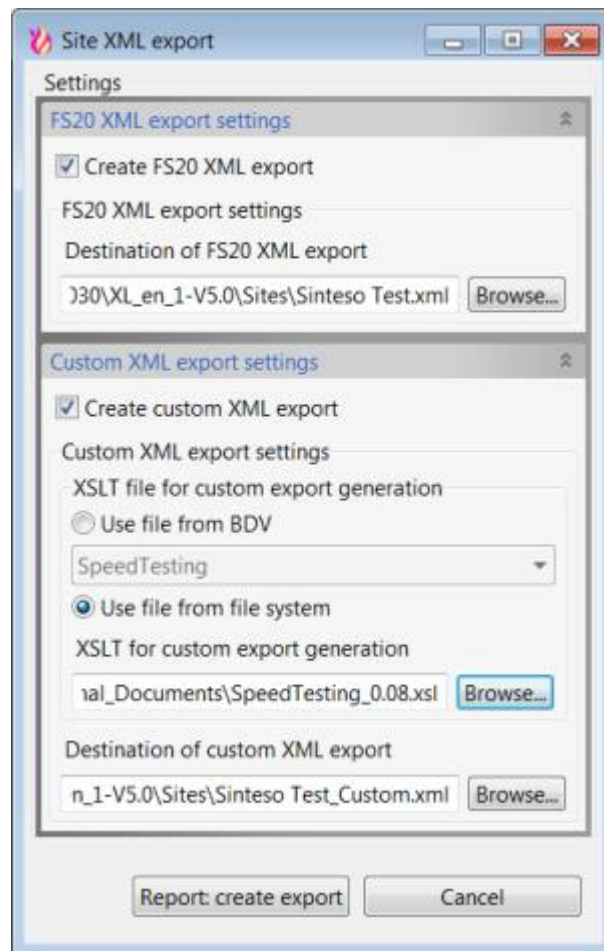 Site XML export
Settings
FS20 XML export settings
Create FS20 XML export
FS20 XML export settings
Destination of FS20 XML export
030\XL_en_1-V5.0\Sites\Sinteso Test.xml Browse...
Custom XML export settings
Create custom XML export
Custom XML export settings
XSLT file for custom export generation
Use file from BDV
SpeedTesting
Use file from file system
XSLT for custom export generation
nal_Documents\SpeedTesting_0.08.xsl Browse...
Destination of custom XML export
n_1-V5.0\Sites\Sinteso Test_Custom.xml Browse...
Report: create export Cancel